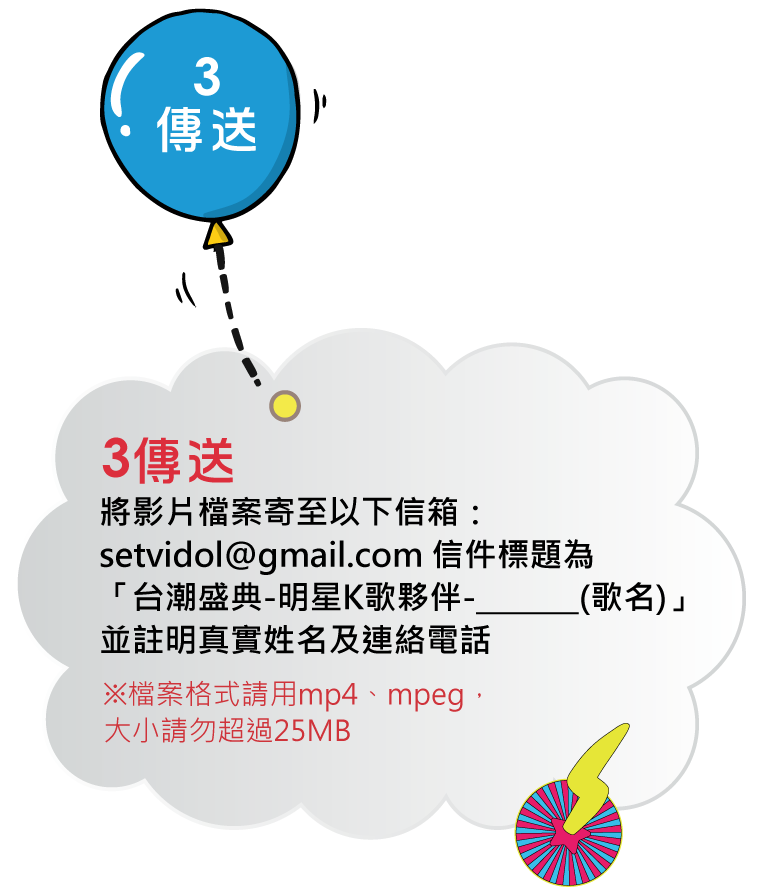 3
傳送
3傳送
將影片檔案寄至以下信箱：
setvidol@gmail.com 信件標題為
「台潮盛典-明星K歌夥伴-______(歌名)」
並註明真實姓名及連絡電話
※檔案格式請用mp4、mpeg，
大小請勿超過25MB